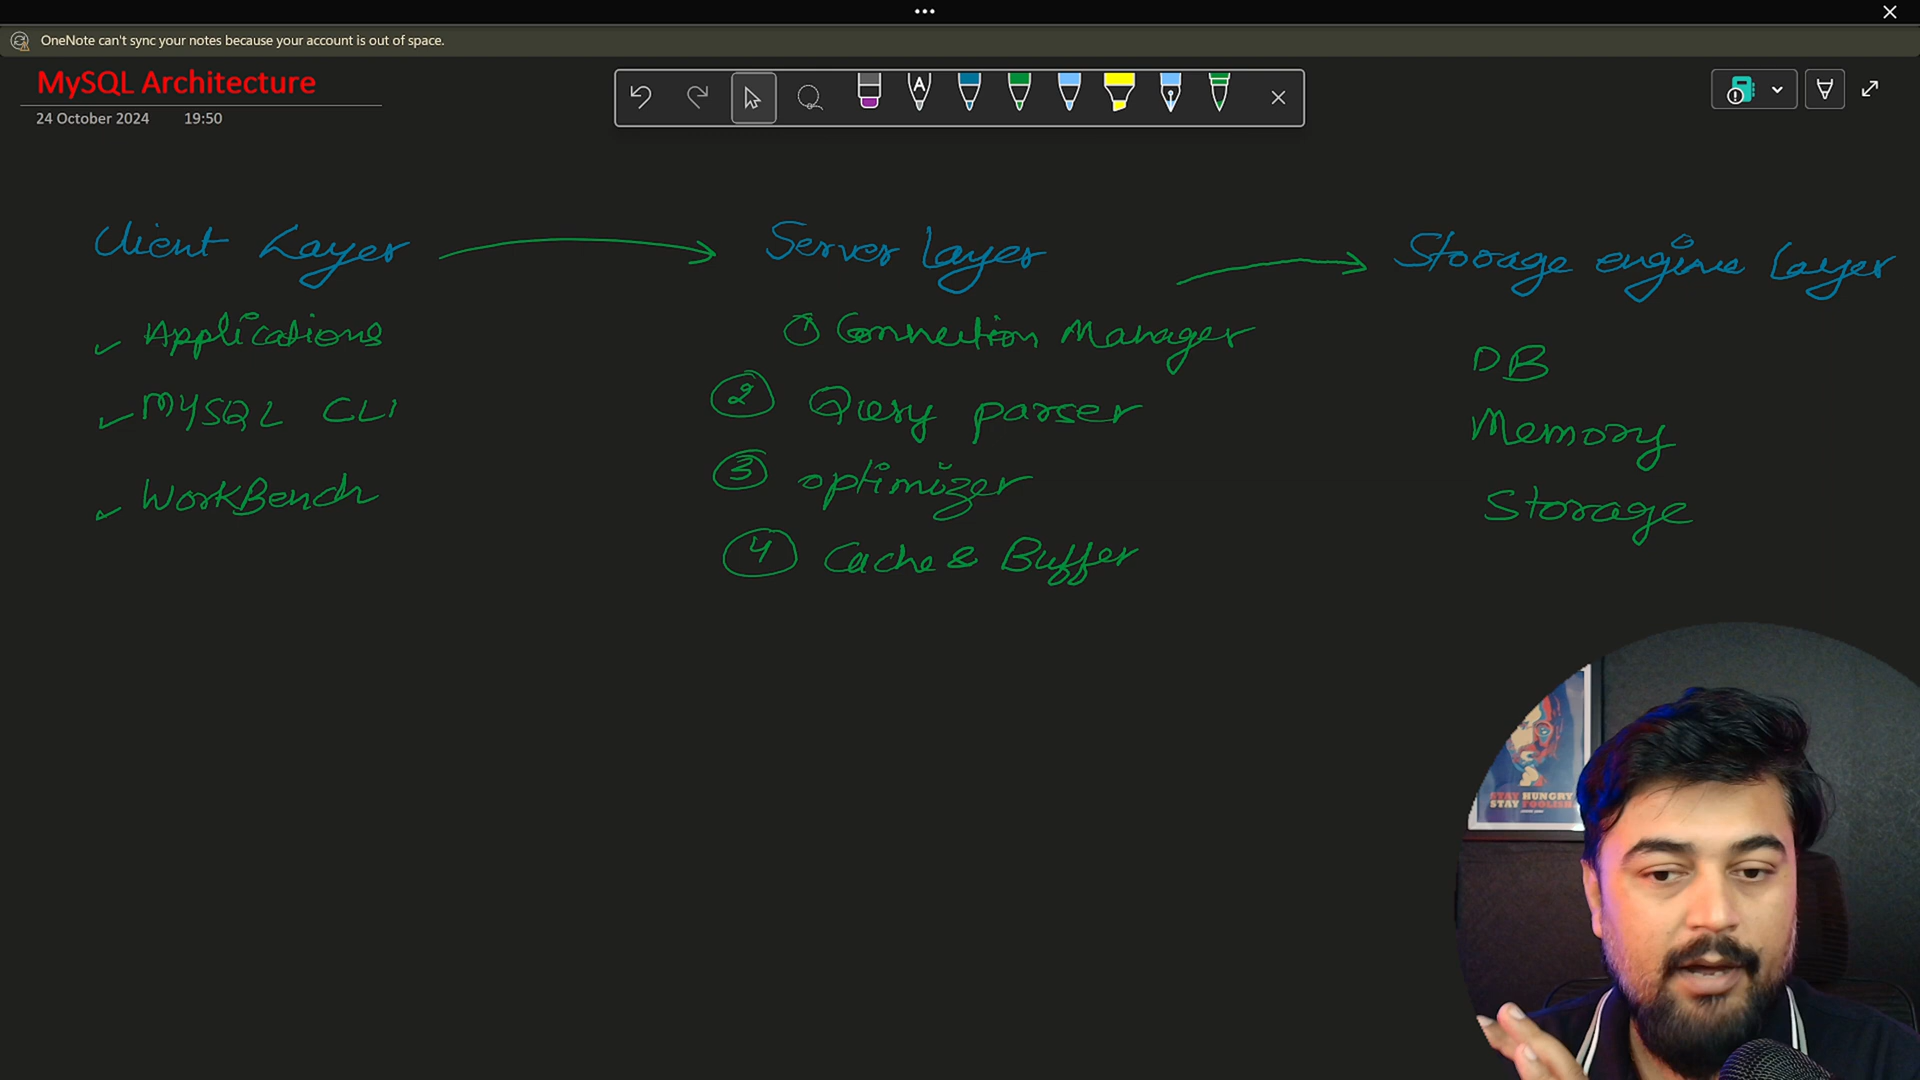 OneNote can't sync your notes because your account is out of space.
MySQL Architecture
24 October 2024 19:50
Client Layer
Server layer
Storage engine layer
Applications
MYSQL CLI
WorkBench
1 Connection Manager
2 Query parser
3 optimizer
4 Cache & Buffer
DB
Memory
Storage
STAY HUNGRY
STAY FOOLISH